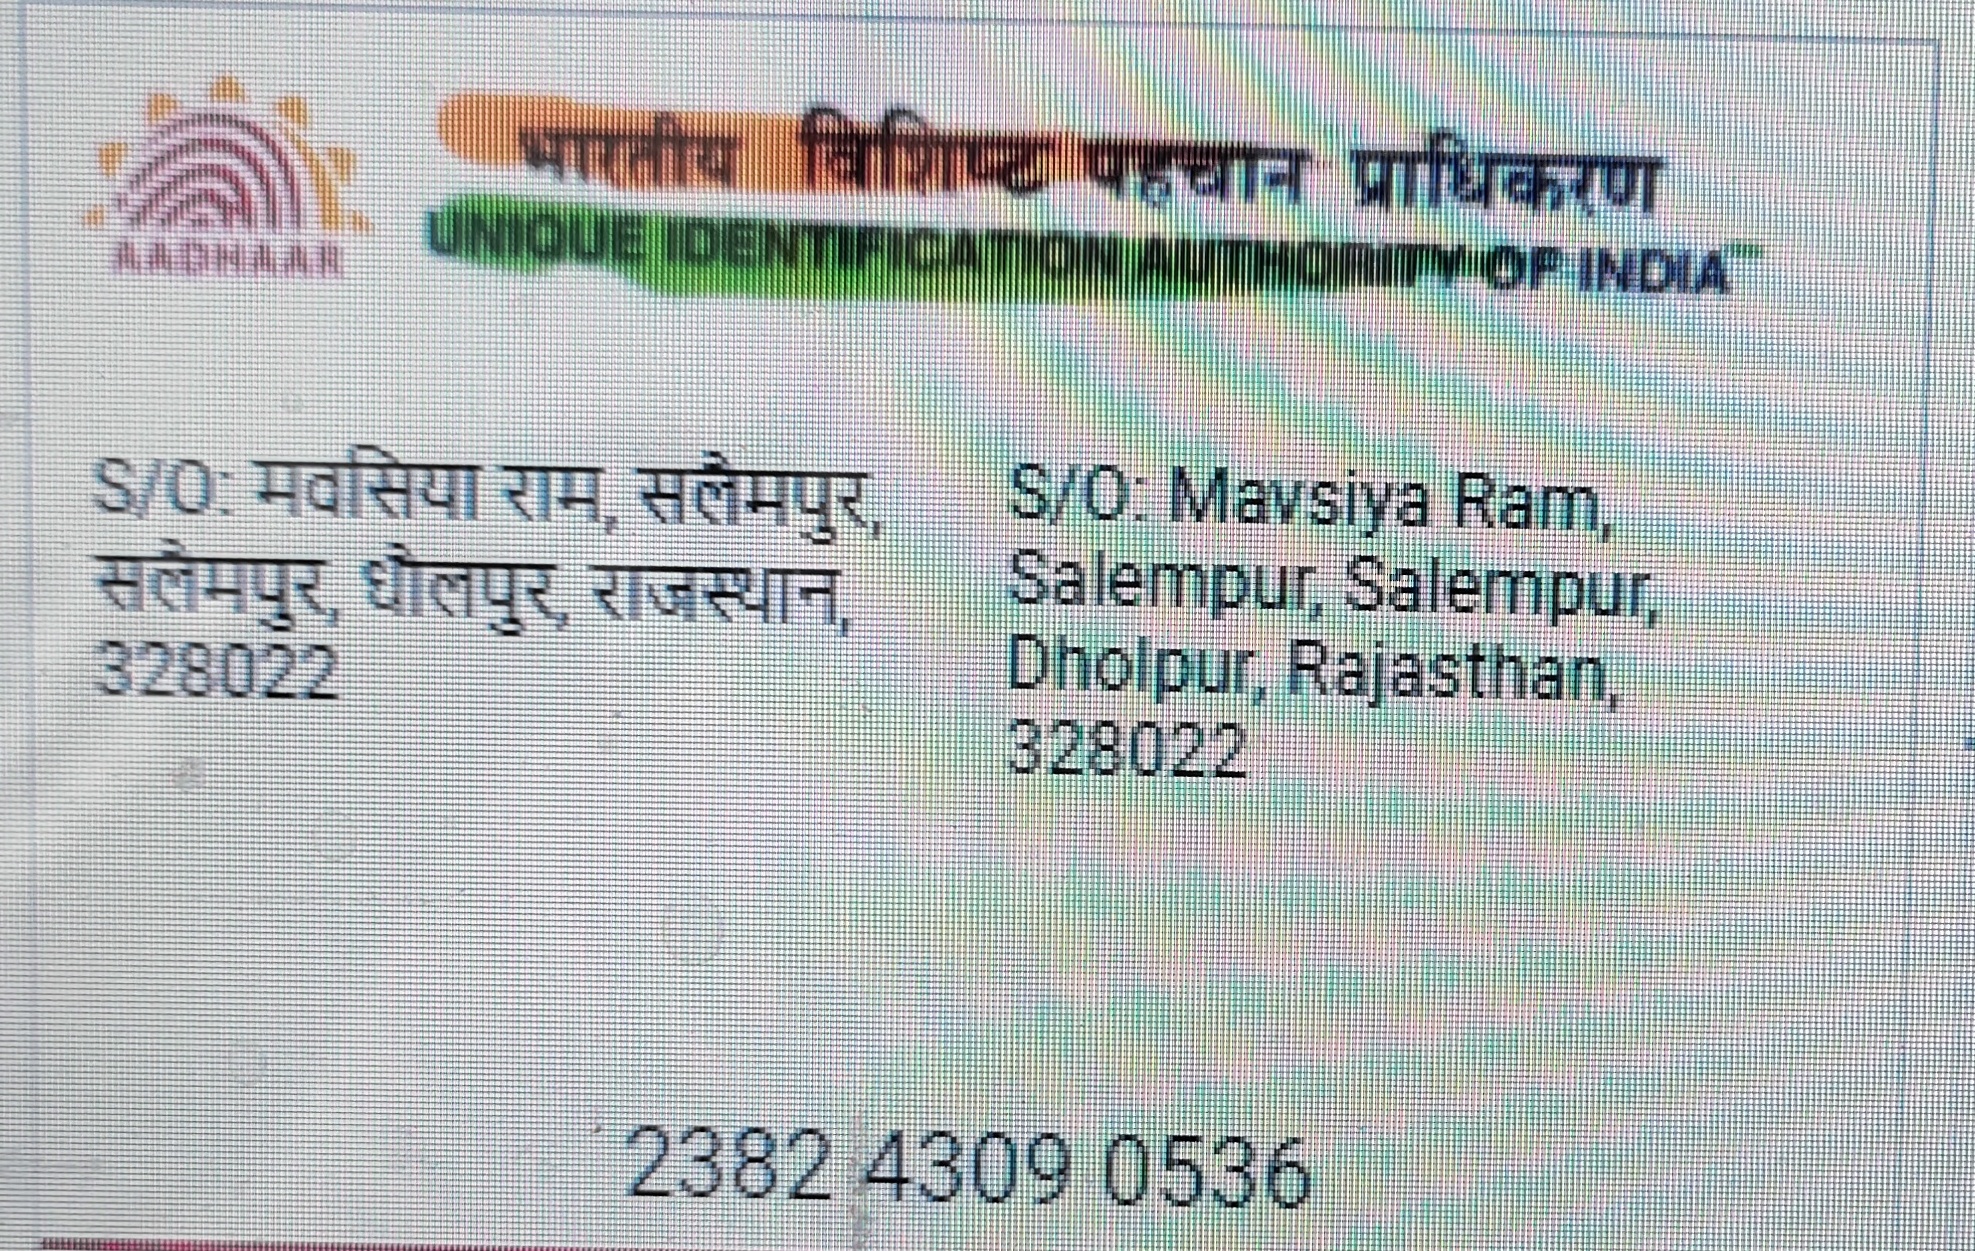 AADHAAR
भारतीय विशिष्ट पहचान प्राधिकरण
UNIQUE IDENTIFICATION AUTHORITY OF INDIA
S/O: मवसिया राम, सलेमपुर,
सलेमपुर, धौलपुर, राजस्थान,
328022
S/O: Mavsiya Ram,
Salempur, Salempur,
Dholpur, Rajasthan,
328022
2382 4309 0536